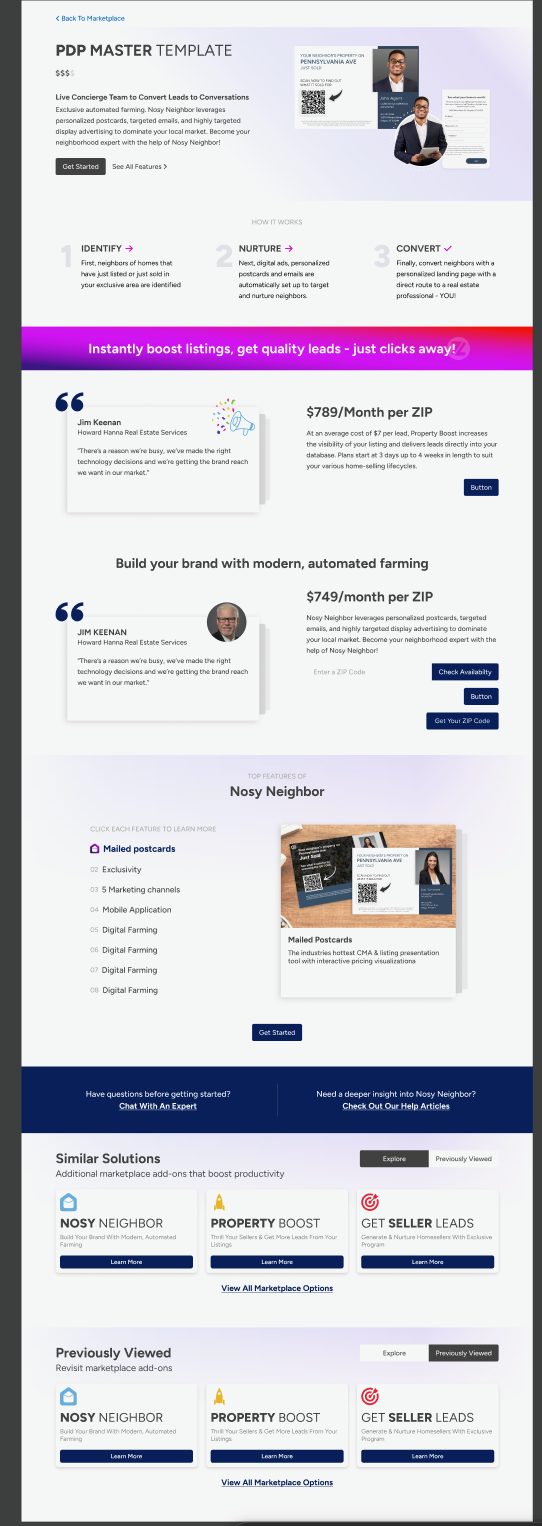 Back To Marketplace
PDP MASTER TEMPLATE
$$$$
Live Concierge Team to Convert Leads to Conversations
Exclusive automated farming. Nosy Neighbor leverages
personalized postcards, targeted emails, and highly targeted
display advertising to dominate your local market. Become your
neighborhood expert with the help of Nosy Neighbor!
Get Started
See All Features
YOUR NEIGHBOR'S PROPERTY ON
PENNSYLVANIA AVE
JUST SOLD
SCAN NOW TO FIND OUT
WHAT IT SOLD FOR
John Agent
HOW IT WORKS
1 IDENTIFY
First, neighbors of homes that
have just listed or just sold in
your exclusive area are identified
2 NURTURE
Next, digital ads, personalized
postcards and emails are
automatically set up to target
and nurture neighbors.
3 CONVERT
Finally, convert neighbors with a
personalized landing page with a
direct route to a real estate
professional - YOU!
Instantly boost listings, get quality leads - just clicks away!
Jim Keenan
Howard Hanna Real Estate Services
"There's a reason we're busy, we've made the right
technology decisions and we're getting the brand reach
we want in our market."
$789/Month per ZIP
At an average cost of $7 per lead, Property Boost increases
the visibility of your listing and delivers leads directly into your
database. Plans start at 3 days up to 4 weeks in length to suit
your various home-selling lifecycles.
Button
Build your brand with modern, automated farming
JIM KEENAN
Howard Hanna Real Estate Services
"There's a reason we're busy, we've made the right
technology decisions and we're getting the brand reach
we want in our market."
$749/month per ZIP
Nosy Neighbor leverages personalized postcards, targeted
emails, and highly targeted display advertising to dominate
your local market. Become your neighborhood expert with the
help of Nosy Neighbor!
Enter a ZIP Code
Check Availabilty
Button
Get Your ZIP Code
TOP FEATURES OF
Nosy Neighbor
CLICK EACH FEATURE TO LEARN MORE
Mailed postcards
02 Exclusivity
03 5 Marketing channels
04 Mobile Application
05 Digital Farming
06 Digital Farming
07 Digital Farming
08 Digital Farming
Just Sold
YOUR NEIGHBOR'S PROPERTY ON
PENNSYLVANIA AVE
JUST SOLD
Mailed Postcards
The industries hottest CMA & listing presentation
tool with interactive pricing visualizationa
Get Started
Have questions before getting started?
Chat With An Expert
Need a deeper insight into Nosy Neighbor?
Check Out Our Help Articles
Similar Solutions
Additional marketplace add-ons that boost productivity
Explore
Previously Viewed
NOSY NEIGHBOR
Build Your Brand With Modern, Automated
Farming
Learn More
PROPERTY BOOST
Thrill Your Sellers & Get More Leads From Your
Listings
Learn More
GET SELLER LEADS
Generate & Nurture Homesellers With Exclusive
Program
Learn More
View All Marketplace Options
Previously Viewed
Revisit marketplace add-ons
Explore
Previously Viewed
NOSY NEIGHBOR
Build Your Brand With Modern, Automated
Farming
Learn More
PROPERTY BOOST
Thrill Your Sellers & Get More Leads From Your
Listings
Learn More
GET SELLER LEADS
Generate & Nurture Homesellers With Exclusive
Program
Learn More
View All Marketplace Options